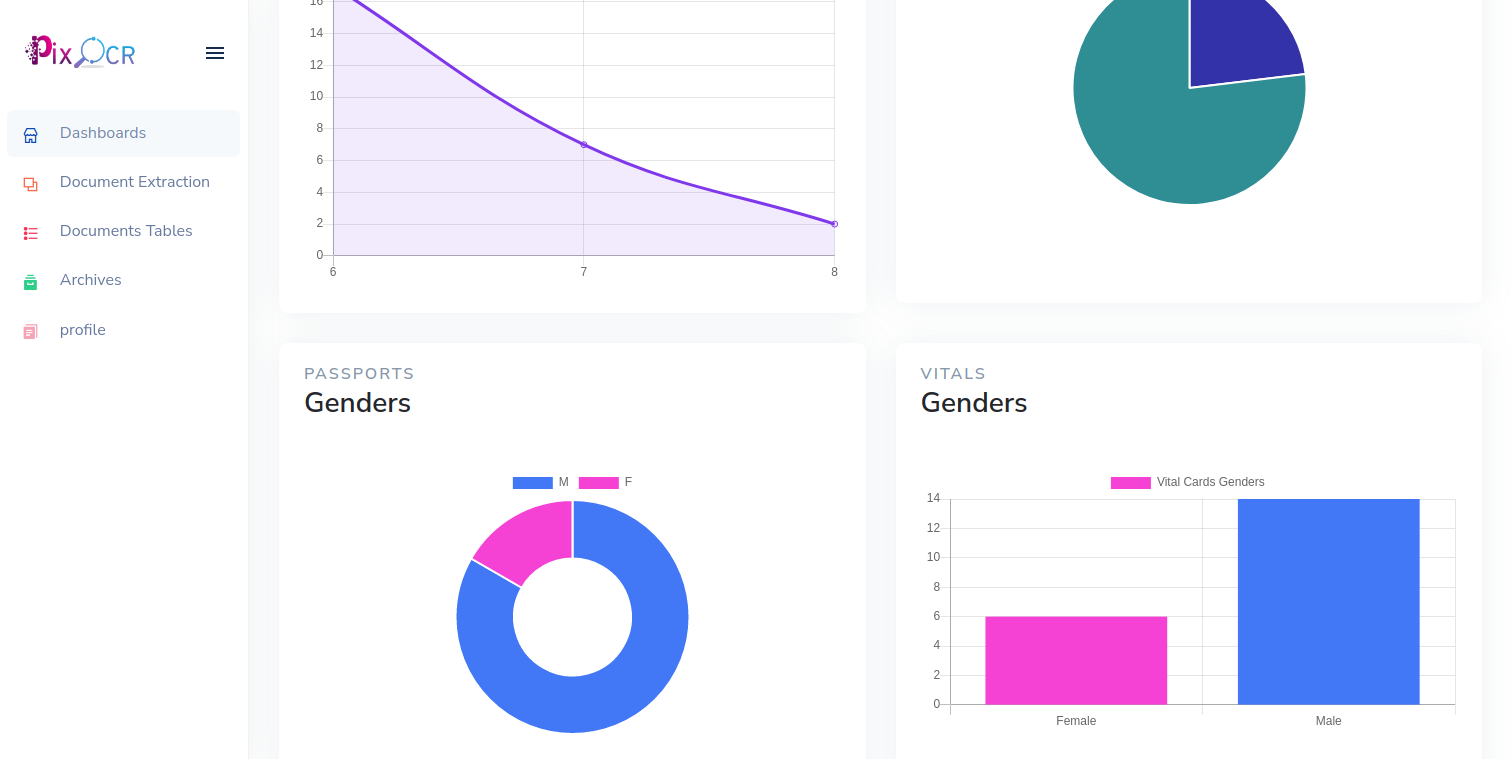 PixOCR
Dashboards
Document Extraction
Documents Tables
Archives
profile
16
14
12
10
8
6
4
2
0
6 7 8
PASSPORTS
Genders
M F
VITALS
Genders
Vital Cards Genders
14
12
10
8
6
4
2
0
Female Male